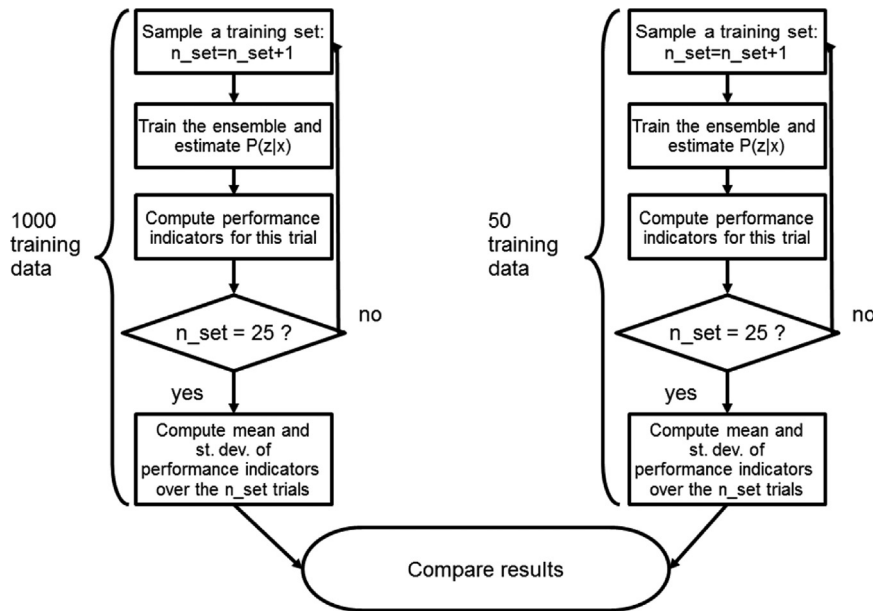 Sample a training set:
n_set=n_set+1
Train the ensemble and
estimate P(z|x)
Compute performance
indicators for this trial
1000
training
data
n_set = 25 ?
no
yes
Compute mean and
st. dev. of
performance indicators
over the n_set trials
Sample a training set:
n_set=n_set+1
Train the ensemble and
estimate P(z|x)
Compute performance
indicators for this trial
50
training
data
n_set = 25 ?
no
yes
Compute mean and
st. dev. of
performance indicators
over the n_set trials
Compare results